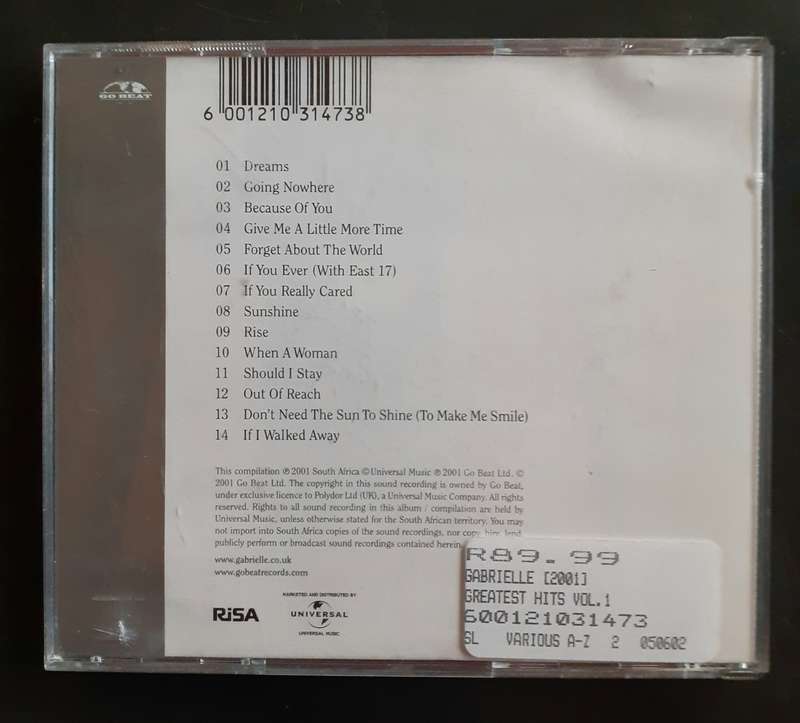 GO BEAT
6 001210 314738
01 Dreams
02 Going Nowhere
03 Because Of You
04 Give Me A Little More Time
05 Forget About The World
06 If You Ever (With East 17)
07 If You Really Cared
08 Sunshine
09 Rise
10 When A Woman
11 Should I Stay
12 Out Of Reach
13 Don't Need The Sun To Shine (To Make Me Smile)
14 If I Walked Away
This compilation ℗ 2001 South Africa © Universal Music ℗ 2001 Go Beat Ltd. ©
2001 Go Beat Ltd. The copyright in this sound recording is owned by Go Beat,
under exclusive licence to Polydor Ltd (UK), a Universal Music Company. All rights
reserved. Rights to all sound recording in this album / compilation are held by
Universal Music, unless otherwise stated for the South African territory. You may
not import into South Africa copies of the sound recordings, nor copy, hire, lend,
publicly perform or broadcast sound recordings contained herein.
www.gabrielle.co.uk
www.gobeatrecords.com
RiSA
MARKETED AND DISTRIBUTED BY
UNIVERSAL
UNIVERSAL MUSIC
R89.99
GABRIELLE [2001]
GREATEST HITS VOL.1
600121031473
SL VARIOUS A-Z 2 050602